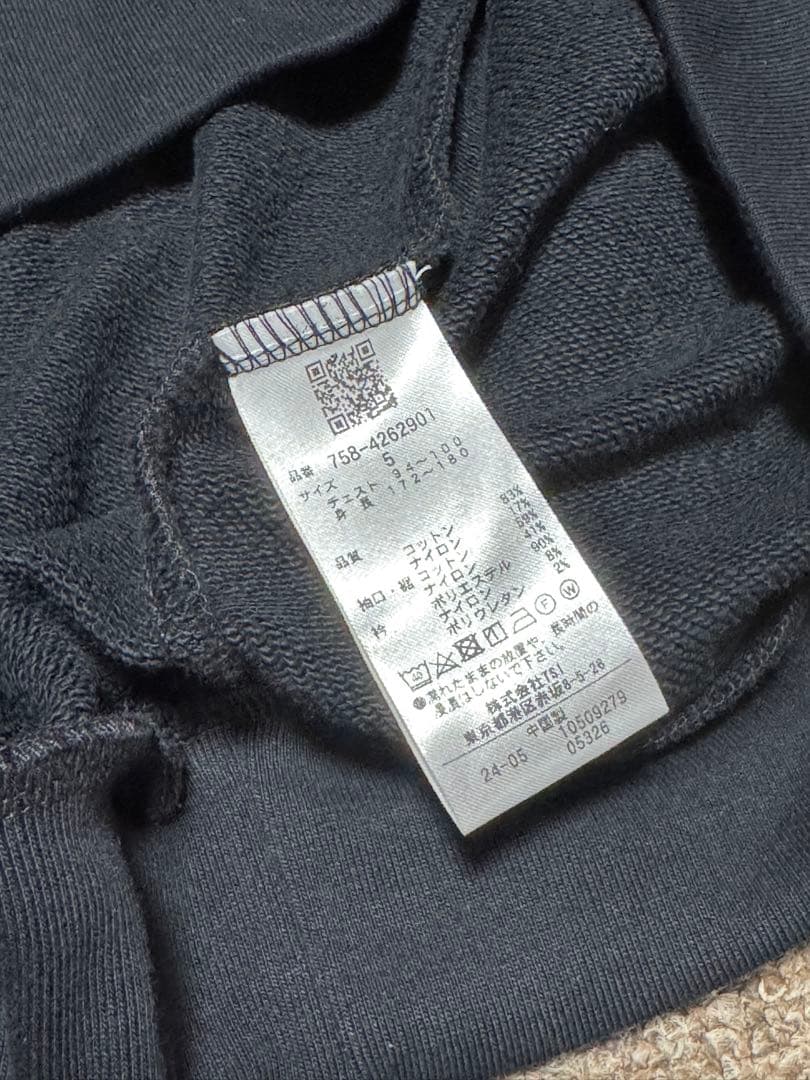 品番 758-4262901
サイズ 5
チェスト 94～100
身長 172～180
品質 コットン 83%
ナイロン 17%
袖口・裾 コットン 59%
ナイロン 41%
衿 ポリエステル 90%
ナイロン 8%
ポリウレタン 2%
40 F W
●濡れたままの放置や、長時間の
浸漬はしないで下さい。
株式会社TSI
東京都港区赤坂8-5-26
中国製
24-05 10509279
05326